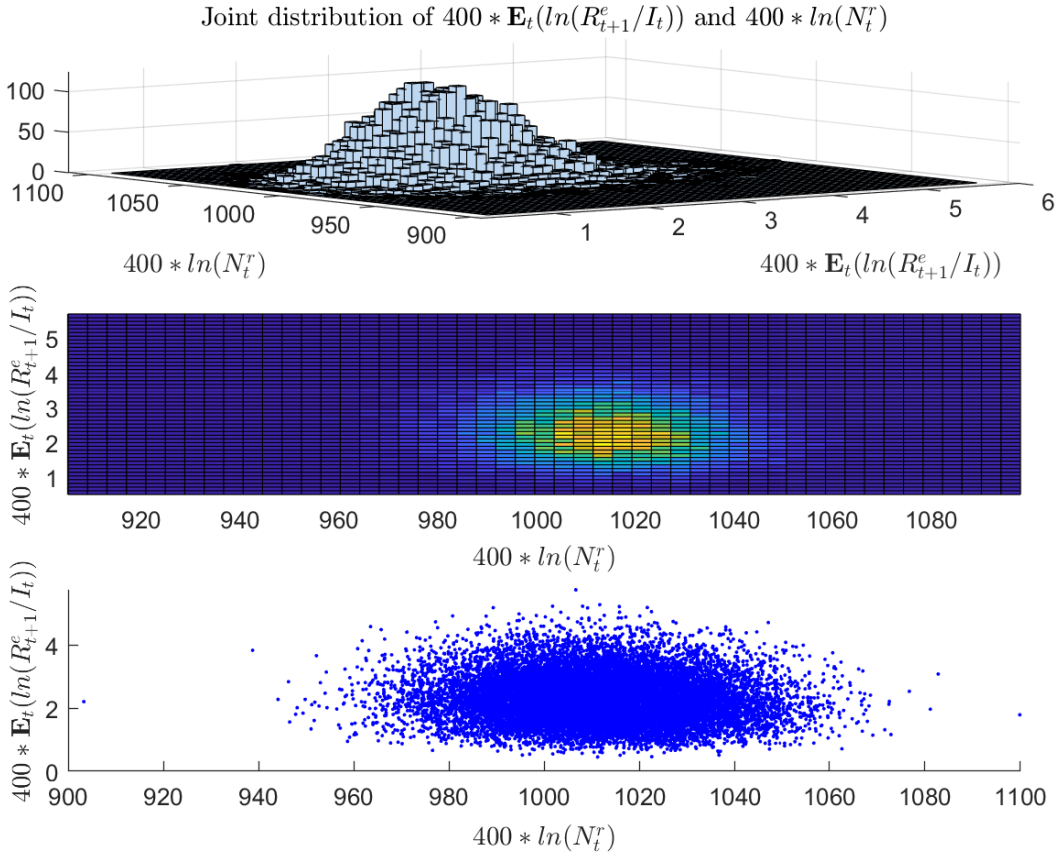 Joint distribution of 400 ∗ E_t(ln(R^e_{t+1}/I_t)) and 400 ∗ ln(N^r_t)
100
50
0
1100
1050
1000
950
900
1
2
3
4
5
6
400 ∗ ln(N^r_t)
400 ∗ E_t(ln(R^e_{t+1}/I_t))
400 ∗ E_t(ln(R^e_{t+1}/I_t))
5
4
3
2
1
920 940 960 980 1000 1020 1040 1060 1080
400 ∗ ln(N^r_t)
400 ∗ E_t(ln(R^e_{t+1}/I_t))
4
2
0
900 920 940 960 980 1000 1020 1040 1060 1080 1100
400 ∗ ln(N^r_t)